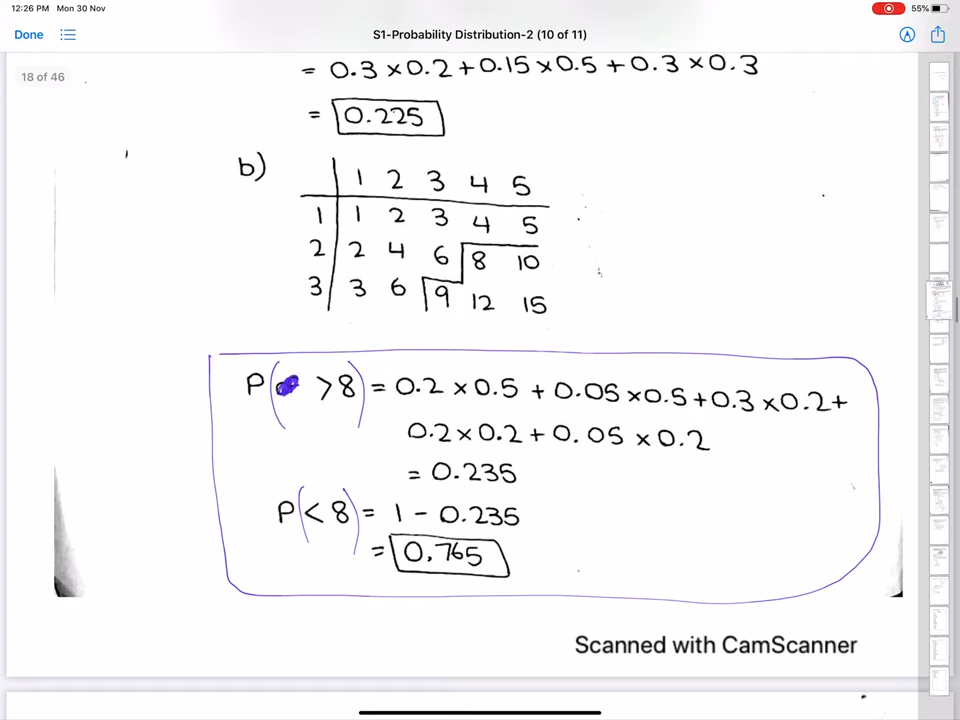 12:26 PM Mon 30 Nov
55%
Done
S1-Probability Distribution-2 (10 of 11)
18 of 46
= 0.3 × 0.2 + 0.15 × 0.5 + 0.3 × 0.3
= 0.225
b)
1 2 3 4 5
1 1 2 3 4 5
2 2 4 6 8 10
3 3 6 9 12 15
P( > 8) = 0.2 × 0.5 + 0.05 × 0.5 + 0.3 × 0.2 +
0.2 × 0.2 + 0.05 × 0.2
= 0.235
P(< 8) = 1 - 0.235
= 0.765
Scanned with CamScanner